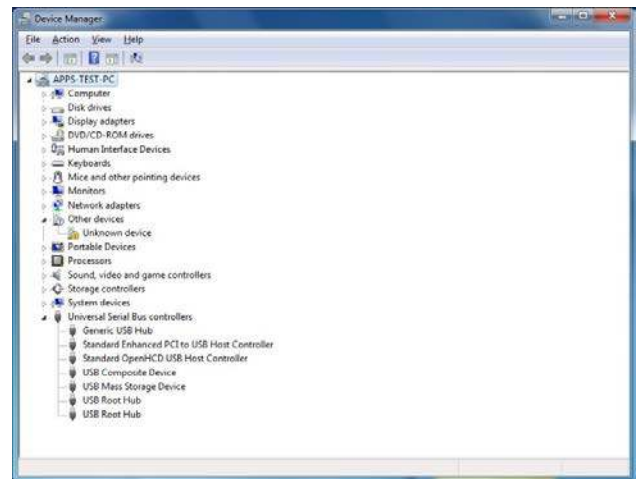 Device Manager
File Action View Help
APPS-TEST-PC
Computer
Disk drives
Display adapters
DVD/CD-ROM drives
Human Interface Devices
Keyboards
Mice and other pointing devices
Monitors
Network adapters
Other devices
Unknown device
Portable Devices
Processors
Sound, video and game controllers
Storage controllers
System devices
Universal Serial Bus controllers
Generic USB Hub
Standard Enhanced PCI to USB Host Controller
Standard OpenHCD USB Host Controller
USB Composite Device
USB Mass Storage Device
USB Root Hub
USB Root Hub